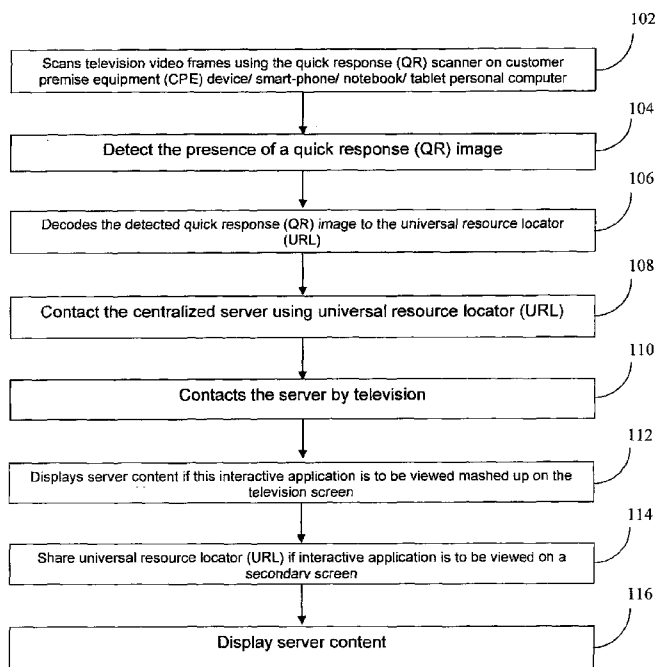 102
Scans television video frames using the quick response (QR) scanner on customer
premise equipment (CPE) device/ smart-phone/ notebook/ tablet personal computer
104
Detect the presence of a quick response (QR) image
106
Decodes the detected quick response (QR) image to the universal resource locator
(URL)
108
Contact the centralized server using universal resource locator (URL)
110
Contacts the server by television
112
Displays server content if this interactive application is to be viewed mashed up on the
television screen
114
Share universal resource locator (URL) if interactive application is to be viewed on a
secondary screen
116
Display server content